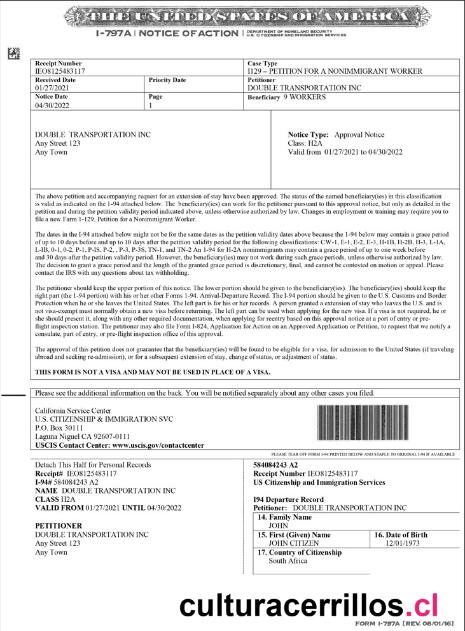 THE UNITED STATES OF AMERICA
I-797A | NOTICE OF ACTION | DEPARTMENT OF HOMELAND SECURITY
U.S. CITIZENSHIP AND IMMIGRATION SERVICES
Receipt Number
IEO8125483117
Case Type
I129 – PETITION FOR A NONIMMIGRANT WORKER
Received Date
01/27/2021
Priority Date
Petitioner
DOUBLE TRANSPORTATION INC
Notice Date
04/30/2022
Page
1
Beneficiary 9 WORKERS
DOUBLE TRANSPORTATION INC
Any Street 123
Any Town
Notice Type: Approval Notice
Class: H2A
Valid from 01/27/2021 to 04/30/2022
The above petition and accompanying request for an extension of stay have been approved. The status of the named beneficiary(ies) in this classification
is valid as indicated on the I-94 attached below. The beneficiary(ies) can work for the petitioner pursuant to this approval notice, but only as detailed in the
petition and during the petition validity period indicated above, unless otherwise authorized by law. Changes in employment or training may require you to
file a new Form 1-129, Petition for a Nonimmigrant Worker.
The dates in the I-94 attached below might not be for the same dates as the petition validity dates above because the 1-94 below may contain a grace period
of up to 10 days before and up to 10 days after the petition validity period for the following classifications: CW-1, E-1, E-2, E-3, H-1B, H-2B, H-3, L-1A,
L-IB, 0-1, 0-2, P-1, P-IS, P-2, , P-3, P-3S, TN-1, and TN-2 An 1-94 for H-2A nonimmigrants may contain a grace period of up to one week before
and 30 days after the petition validity period. However, the beneficiary(ies) may not work during such grace periods, unless otherwise authorized by law.
The decision to grant a grace period and the length of the granted grace period is discretionary, final, and cannot be contested on motion or appeal. Please
contact the IRS with any questions about tax withholding.
The petitioner should keep the upper portion of this notice. The lower portion should be given to the beneficiary(ies). The beneficiary(ies) should keep the
right part (the 1-94 portion) with his or her other Forms 1-94. Arrival-Departure Record. The I-94 portion should be given to the U.S. Customs and Border
Protection when he or she leaves the United States. The left part is for his or her records. A person granted a extension of stay who leaves the U.S. and is
not visa-exempt must normally obtain a new visa before returning. The left part can be used when applying for the new visa. If a visa is not required, he or
she should present it, along with any other required documentation, when applying for reentry based on this approval notice at a port of entry or pre-
flight inspection station. The petitioner may also file Form I-824, Application for Action on an Approved Application or Petition, to request that we notify a
consulate, part of entry, or pre-flight inspection office of this approval.
The approval of this petition does not guarantee that the beneficiary(ies) will be found to be eligible for a visa, for admission to the United States (if traveling
abroad and seeking re-admission), or for a subsequent extension of stay, change of status, or adjustment of status.
THIS FORM IS NOT A VISA AND MAY NOT BE USED IN PLACE OF A VISA.
Please see the additional information on the back. You will be notified separately about any other cases you filed.
California Service Center
U.S. CITIZENSHIP & IMMIGRATION SVC
P.O. Box 30111
Laguna Niguel CA 92607-0111
USCIS Contact Center: www.uscis.gov/contactcenter
PLEASE TEAR OFF FORM I-94 PRINTED BELOW AND STAPLE TO ORIGINAL I-94 IF AVAILABLE
Detach This Half for Personal Records
Receipt# IEO8125483117
I-94# 584084243 A2
NAME DOUBLE TRANSPORTATION INC
CLASS H2A
VALID FROM 01/27/2021 UNTIL 04/30/2022
PETITIONER
DOUBLE TRANSPORTATION INC
Any Street 123
Any Town
584084243 A2
Receipt Number IEO8125483117
US Citizenship and Immigration Services
I94 Departure Record
Petitioner: DOUBLE TRANSPORTATION INC
14. Family Name
JOHN
15. First (Given) Name
JOHN CITIZEN
16. Date of Birth
12/01/1973
17. Country of Citizenship
South Africa
culturacerrillos.cl
FORM I-797A [REV. 08/01/16]